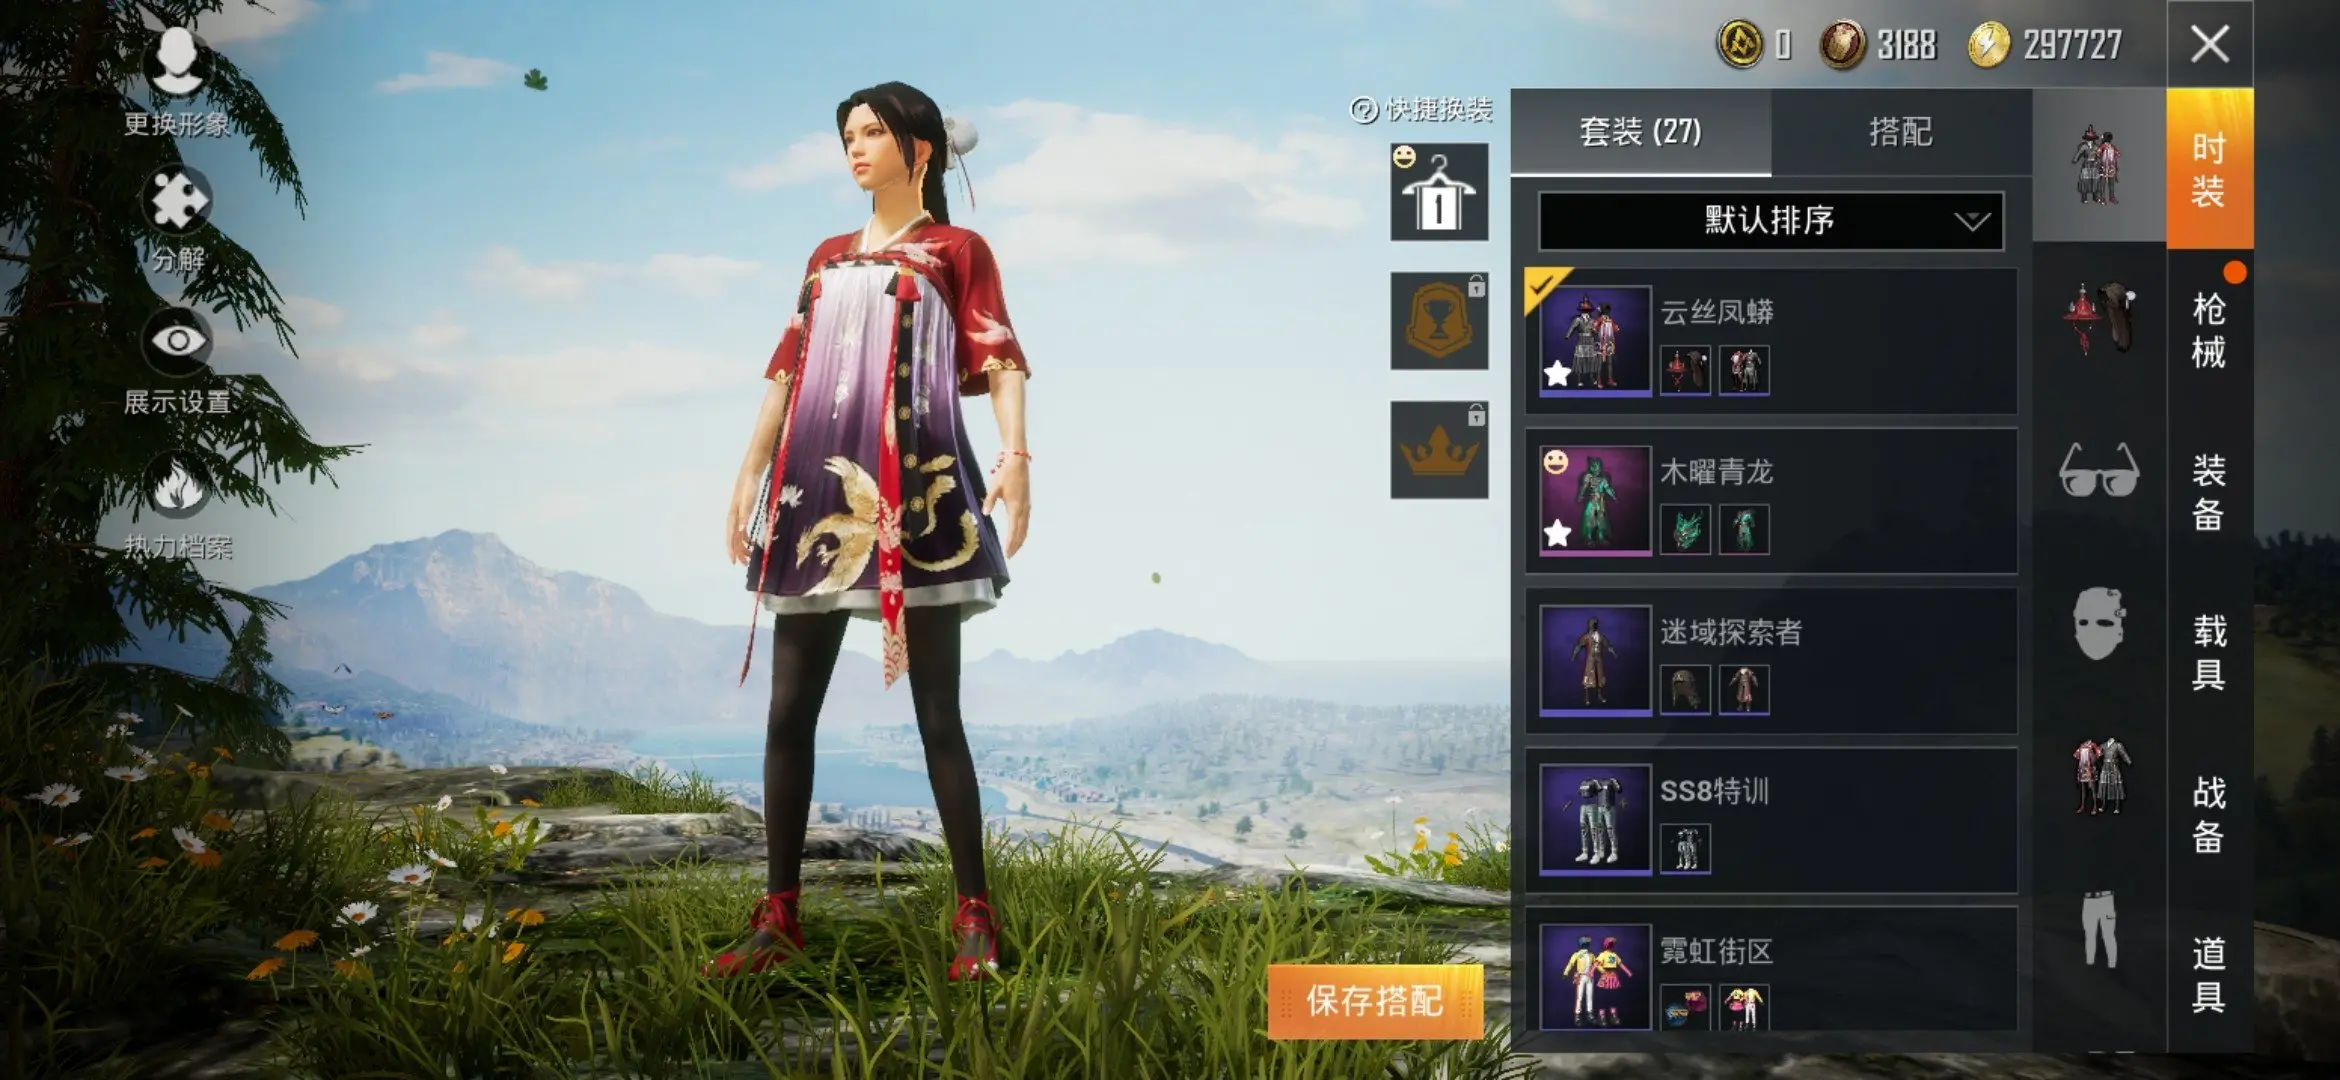 更换形象
分解
展示设置
热力档案
0
3188
297727
快捷换装
1
套装 (27)
搭配
默认排序
云丝凤蟒
木曜青龙
迷域探索者
SS8特训
霓虹街区
保存搭配
时装
枪械
装备
载具
战备
道具